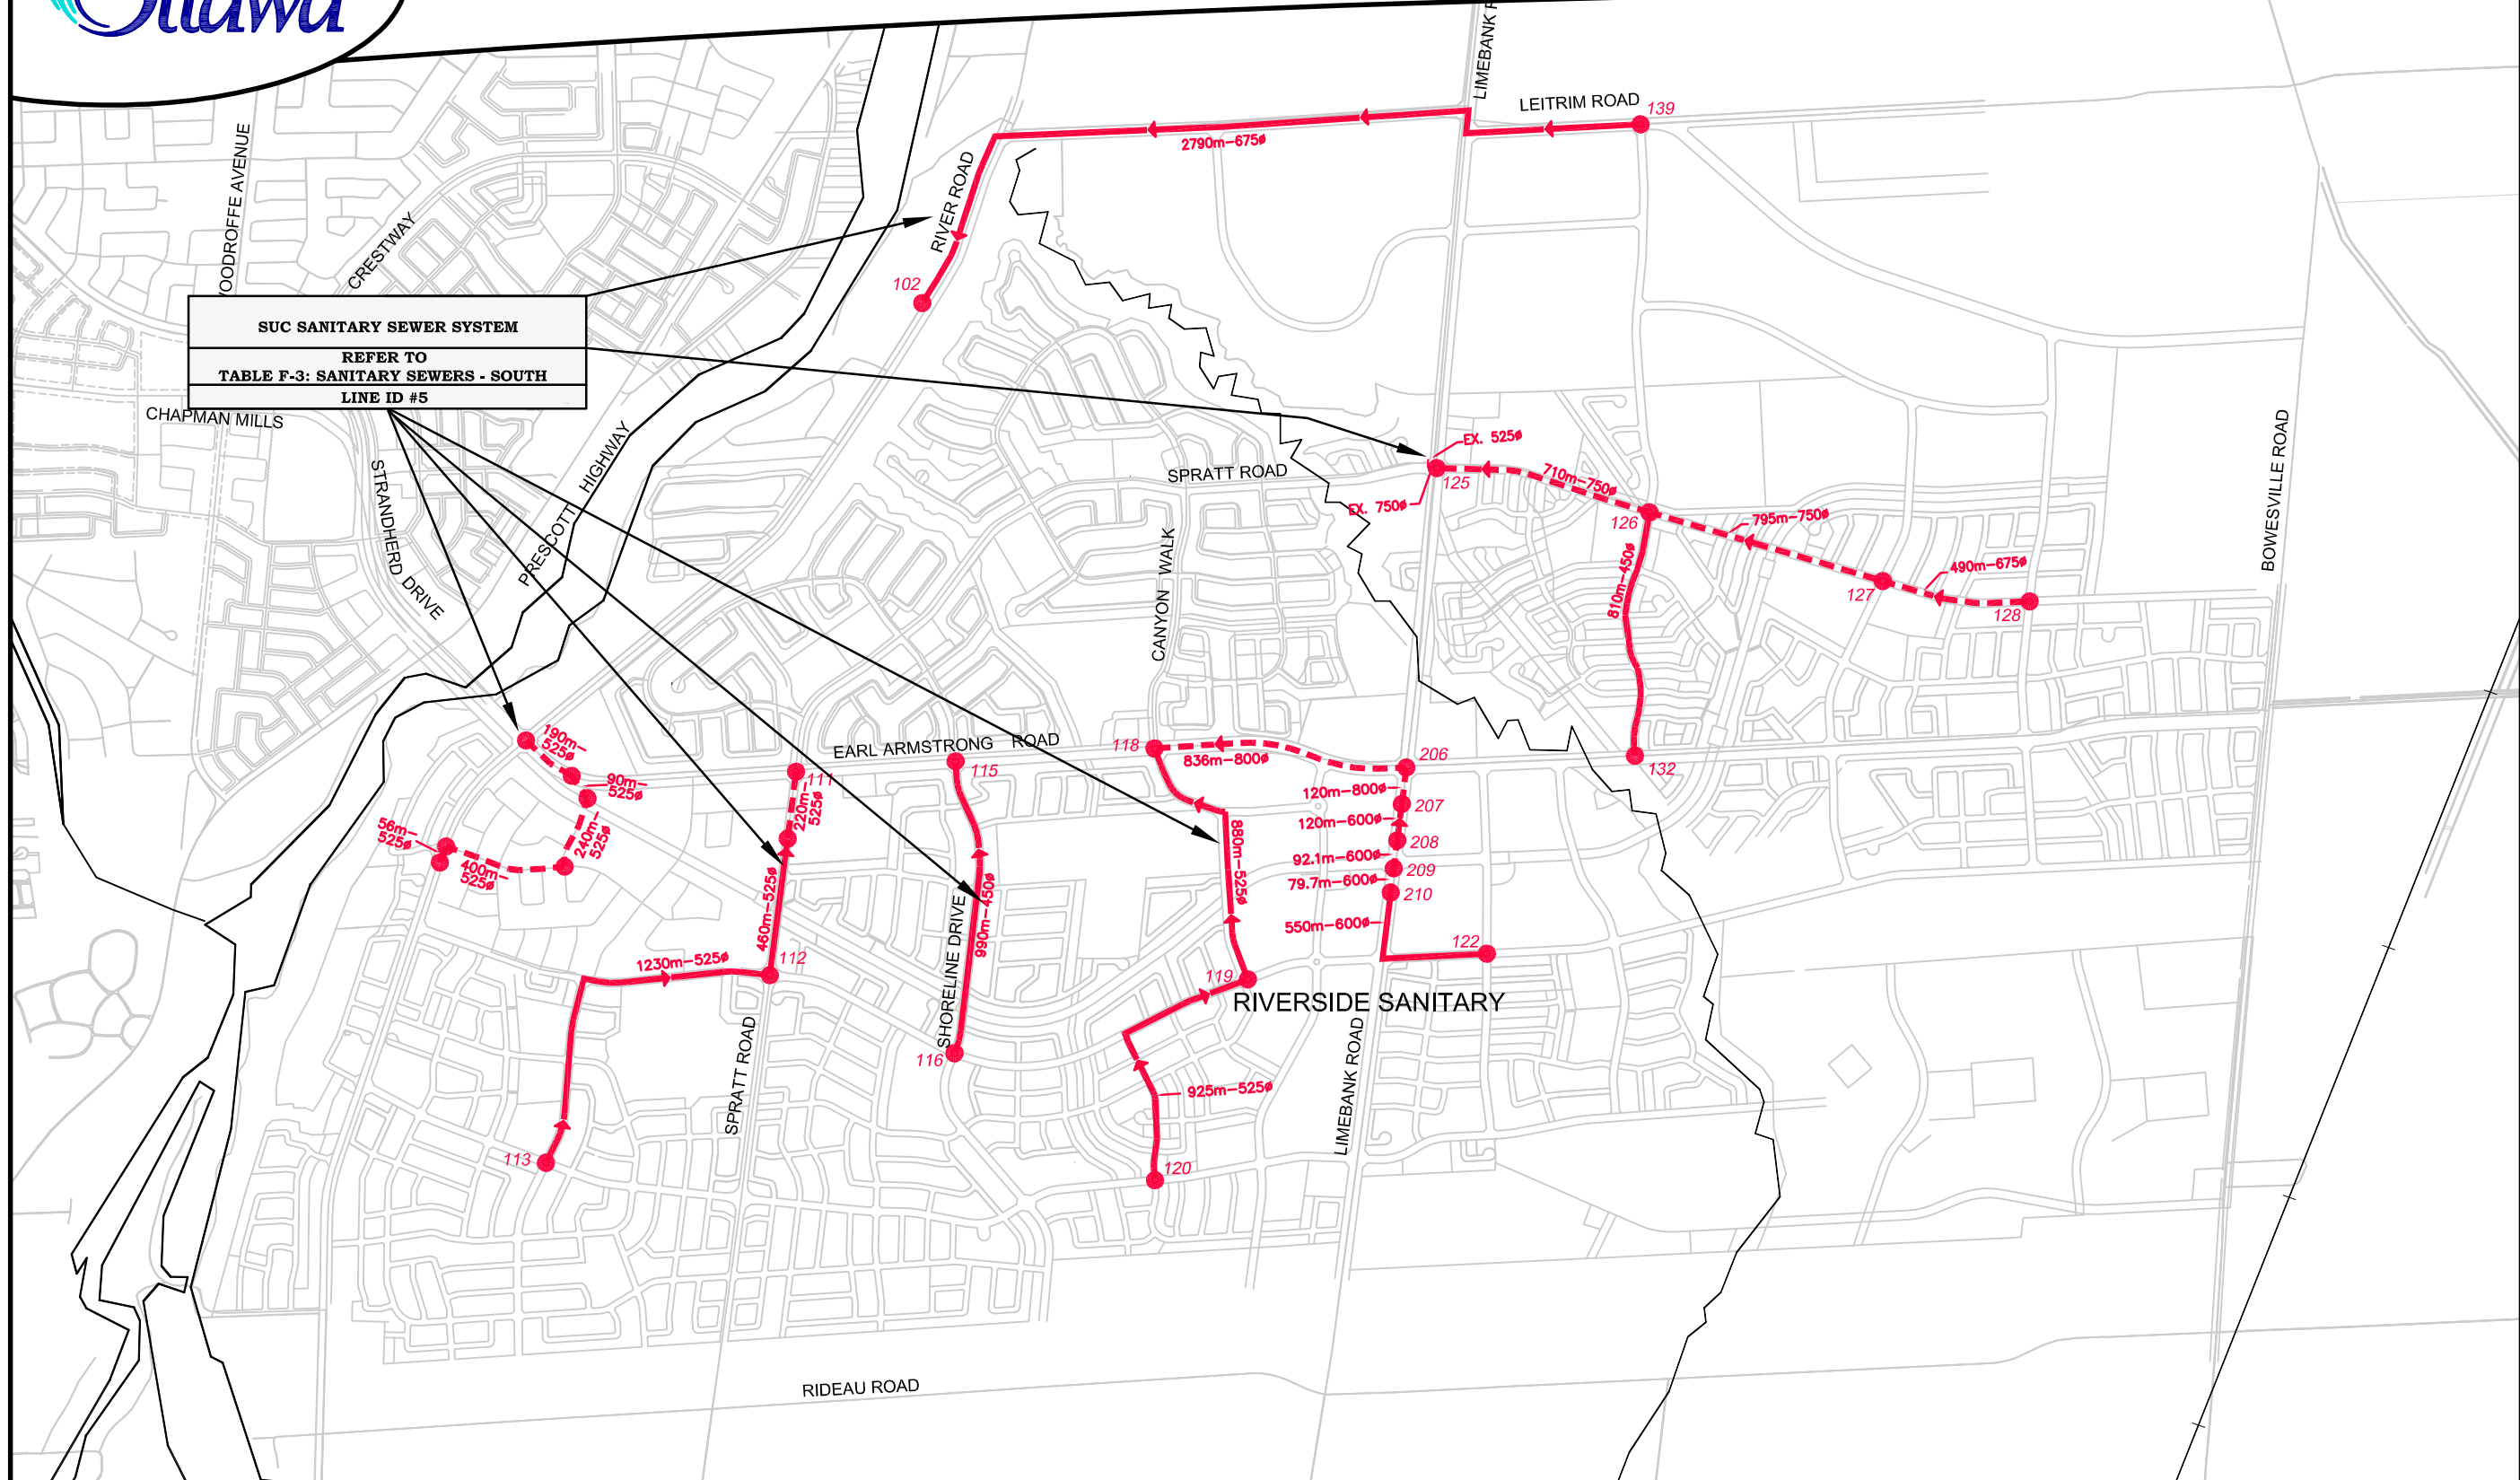 Ottawa
LIMEBANK R
LEITRIM ROAD
139
2790m-675ø
WOODROFFE AVENUE
CRESTWAY
RIVER ROAD
102
SUC SANITARY SEWER SYSTEM
REFER TO
TABLE F-3: SANITARY SEWERS - SOUTH
LINE ID #5
CHAPMAN MILLS
STRANDHERD DRIVE
PRESCOTT HIGHWAY
SPRATT ROAD
CANYON WALK
EX. 525ø
125
EX. 750ø
710m-750ø
126
795m-750ø
810m-450ø
127
490m-675ø
128
BOWESVILLE ROAD
190m-
525ø
90m-
525ø
240m-
525ø
56m-
525ø
400m-
525ø
EARL ARMSTRONG ROAD
111
220m-
525ø
115
118
836m-800ø
206
132
120m-800ø
207
120m-600ø
208
92.1m-600ø
209
79.7m-600ø
210
550m-600ø
122
880m-525ø
460m-525ø
990m-450ø
SHORELINE DRIVE
1230m-525ø
112
119
RIVERSIDE SANITARY
116
SPRATT ROAD
LIMEBANK ROAD
925m-525ø
113
120
RIDEAU ROAD